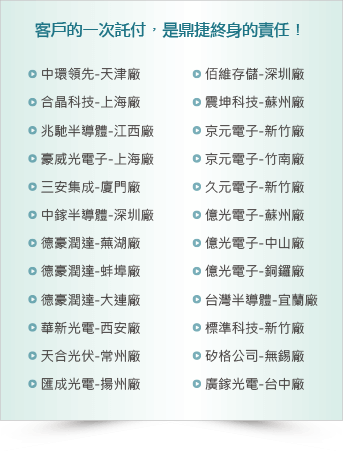 客戶的一次託付，是鼎捷終身的責任！
中環領先-天津廠
合晶科技-上海廠
兆馳半導體-江西廠
豪威光電子-上海廠
三安集成-廈門廠
中鎵半導體-深圳廠
德豪潤達-蕪湖廠
德豪潤達-蚌埠廠
德豪潤達-大連廠
華新光電-西安廠
天合光伏-常州廠
匯成光電-揚州廠
佰維存儲-深圳廠
震坤科技-蘇州廠
京元電子-新竹廠
京元電子-竹南廠
久元電子-新竹廠
億光電子-蘇州廠
億光電子-中山廠
億光電子-銅鑼廠
台灣半導體-宜蘭廠
標準科技-新竹廠
矽格公司-無錫廠
廣鎵光電-台中廠